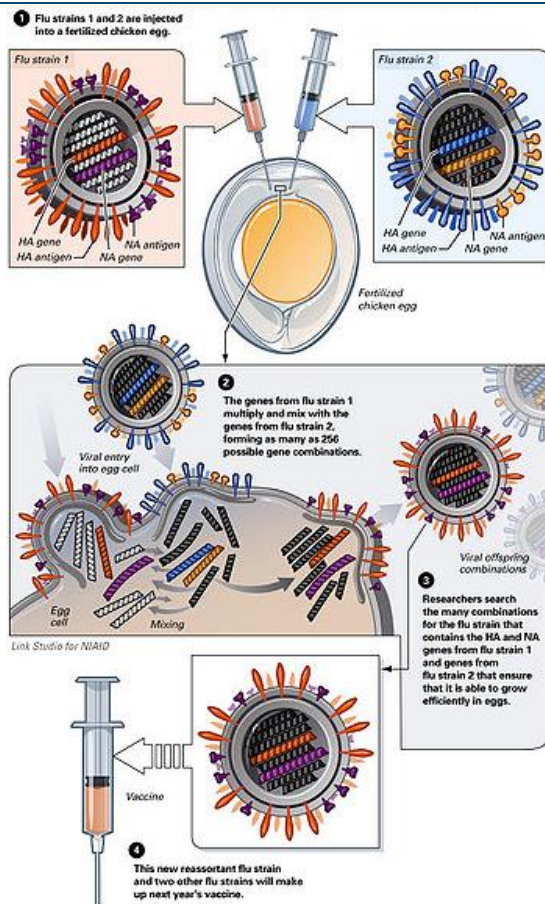 1 Flu strains 1 and 2 are injected
into a fertilized chicken egg.
Flu strain 1
Flu strain 2
HA gene
HA antigen
NA antigen
NA gene
HA gene
HA antigen
NA antigen
NA gene
Fertilized
chicken egg
2
The genes from flu strain 1
multiply and mix with the
genes from flu strain 2,
forming as many as 256
possible gene combinations.
Viral entry
into egg cell
Egg
cell
Mixing
Viral offspring
combinations
3
Researchers search
the many combinations
for the flu strain that
contains the HA and NA
genes from flu strain 1
and genes from
flu strain 2 that ensure
that it is able to grow
efficiently in eggs.
Link Studio for NIAID
Vaccine
4
This new reassortant flu strain
and two other flu strains will make
up next year's vaccine.